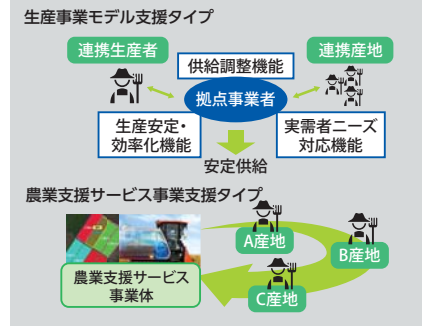 生産事業モデル支援タイプ
連携生産者
供給調整機能
連携産地
拠点事業者
生産安定・
効率化機能
実需者ニーズ
対応機能
安定供給
農業支援サービス事業支援タイプ
A産地
B産地
C産地
農業支援サービス
事業体